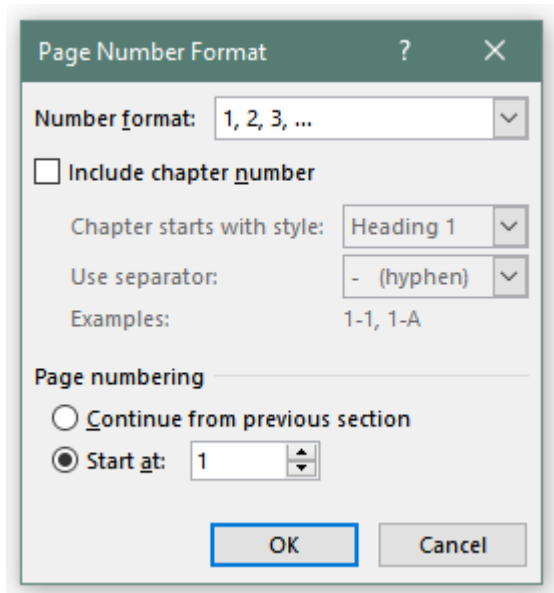 Page Number Format ?
Number format: 1, 2, 3, ...
Include chapter number
Chapter starts with style: Heading 1
Use separator: - (hyphen)
Examples: 1-1, 1-A
Page numbering
Continue from previous section
Start at: 1
OK Cancel